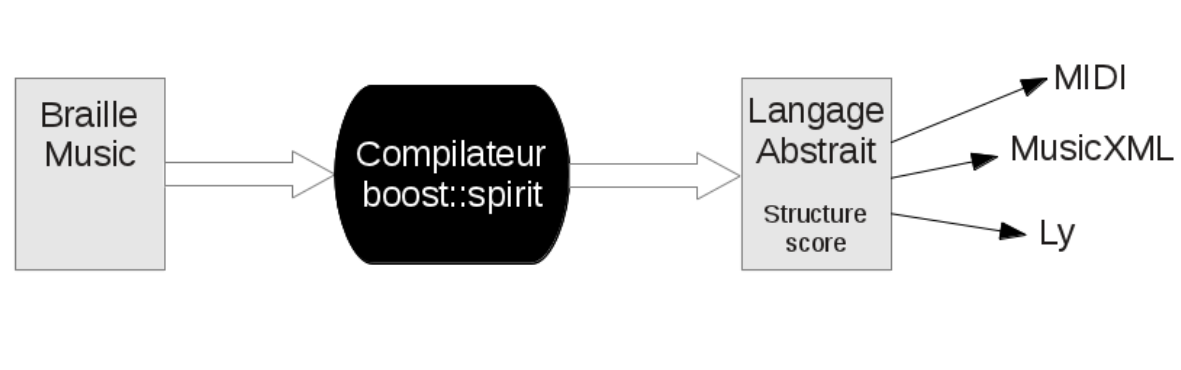 Braille
Music
Compilateur
boost::spirit
Langage
Abstrait
Structure
score
MIDI
MusicXML
Ly